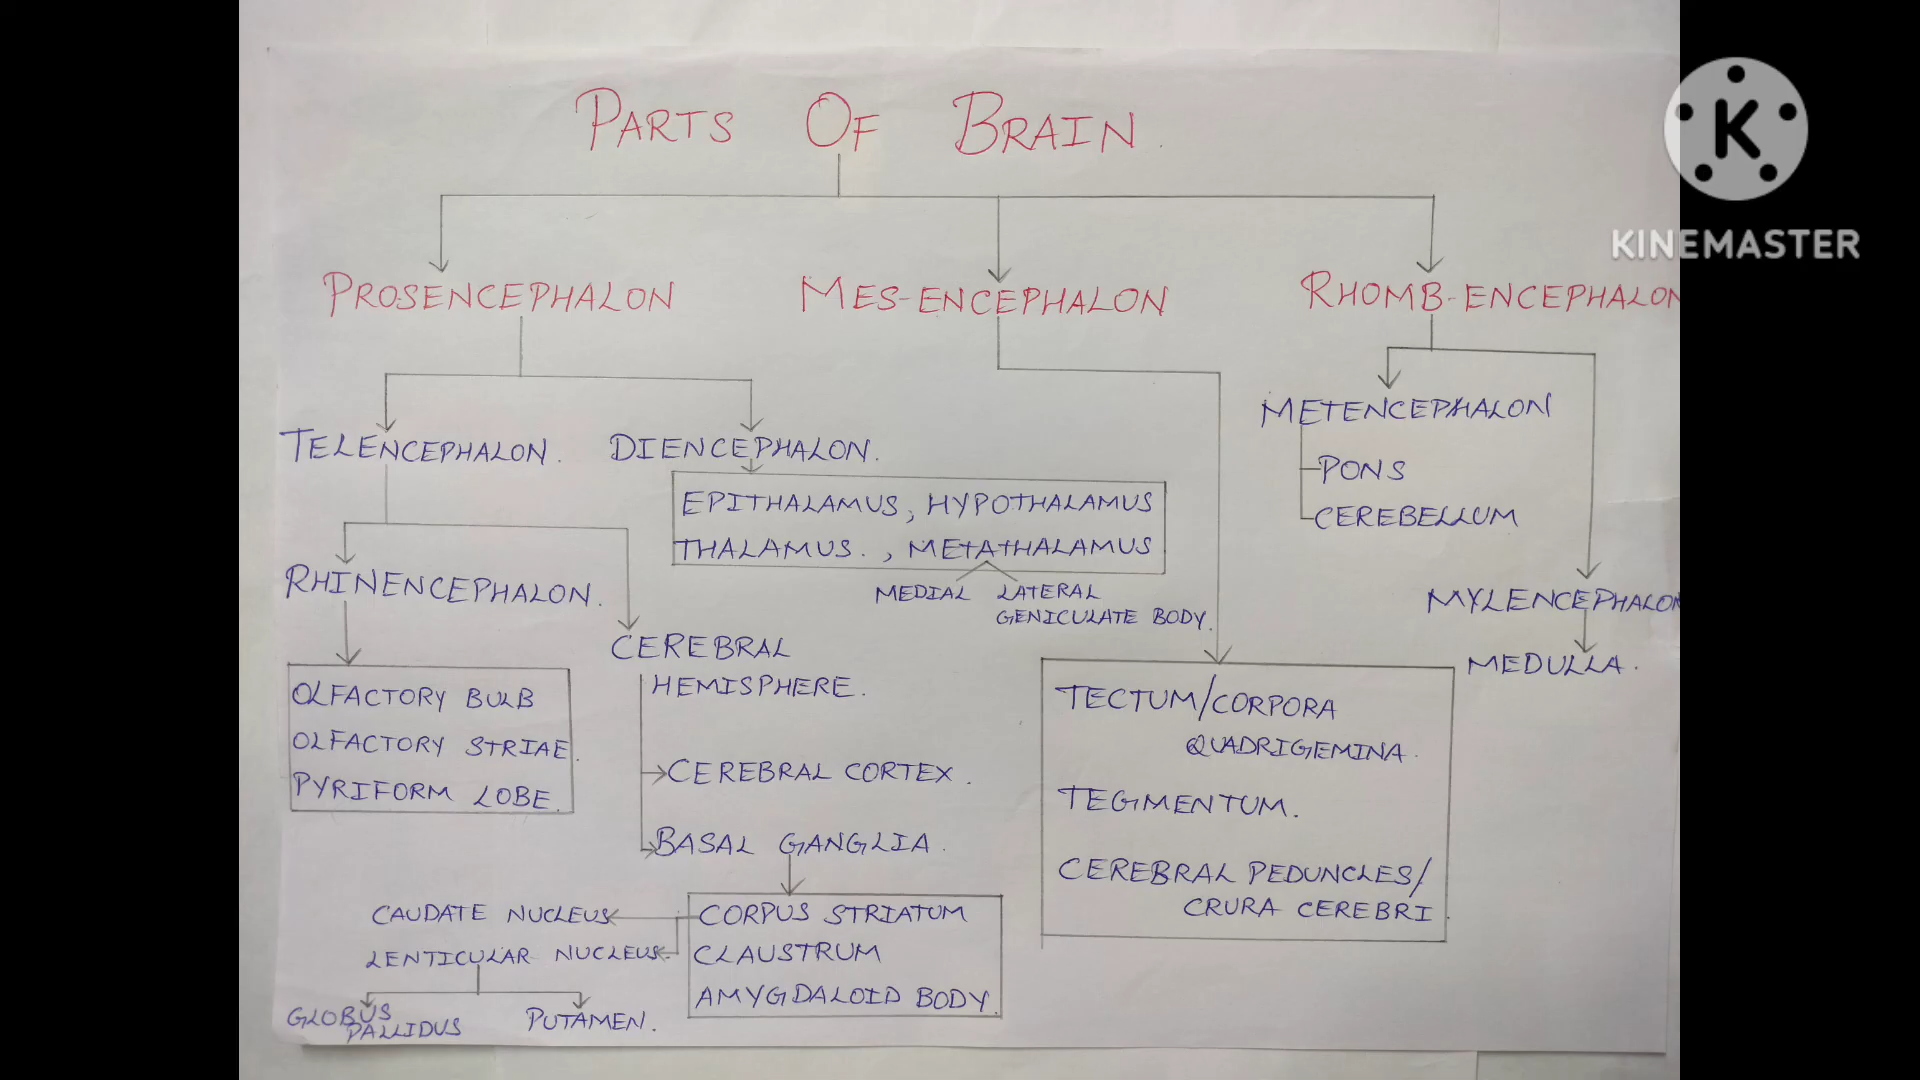 PARTS OF BRAIN.
PROSENCEPHALON
MES-ENCEPHALON
RHOMB-ENCEPHALON
TELENCEPHALON.
DIENCEPHALON.
EPITHALAMUS, HYPOTHALAMUS
THALAMUS., METATHALAMUS
MEDIAL LATERAL
GENICULATE BODY.
RHINENCEPHALON.
OLFACTORY BULB
OLFACTORY STRIAE.
PYRIFORM LOBE.
CEREBRAL
HEMISPHERE.
CEREBRAL CORTEX.
BASAL GANGLIA.
CORPUS STRIATUM
CLAUSTRUM
AMYGDALOID BODY.
CAUDATE NUCLEUS
LENTICULAR NUCLEUS.
GLOBUS
PALLIDUS
PUTAMEN.
TECTUM/CORPORA
QUADRIGEMINA.
TEGMENTUM.
CEREBRAL PEDUNCLES/
CRURA CEREBRI.
METENCEPHALON
PONS
CEREBELLUM
MYLENCEPHALON
MEDULLA.
K
KINEMASTER